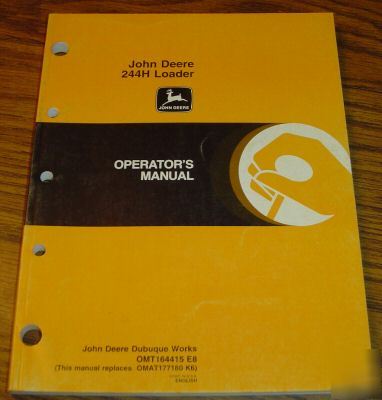 John Deere
244H Loader
JOHN DEERE
OPERATOR'S
MANUAL
John Deere Dubuque Works
OMT164415 E8
(This manual replaces OMAT177180 K6)
ENGLISH